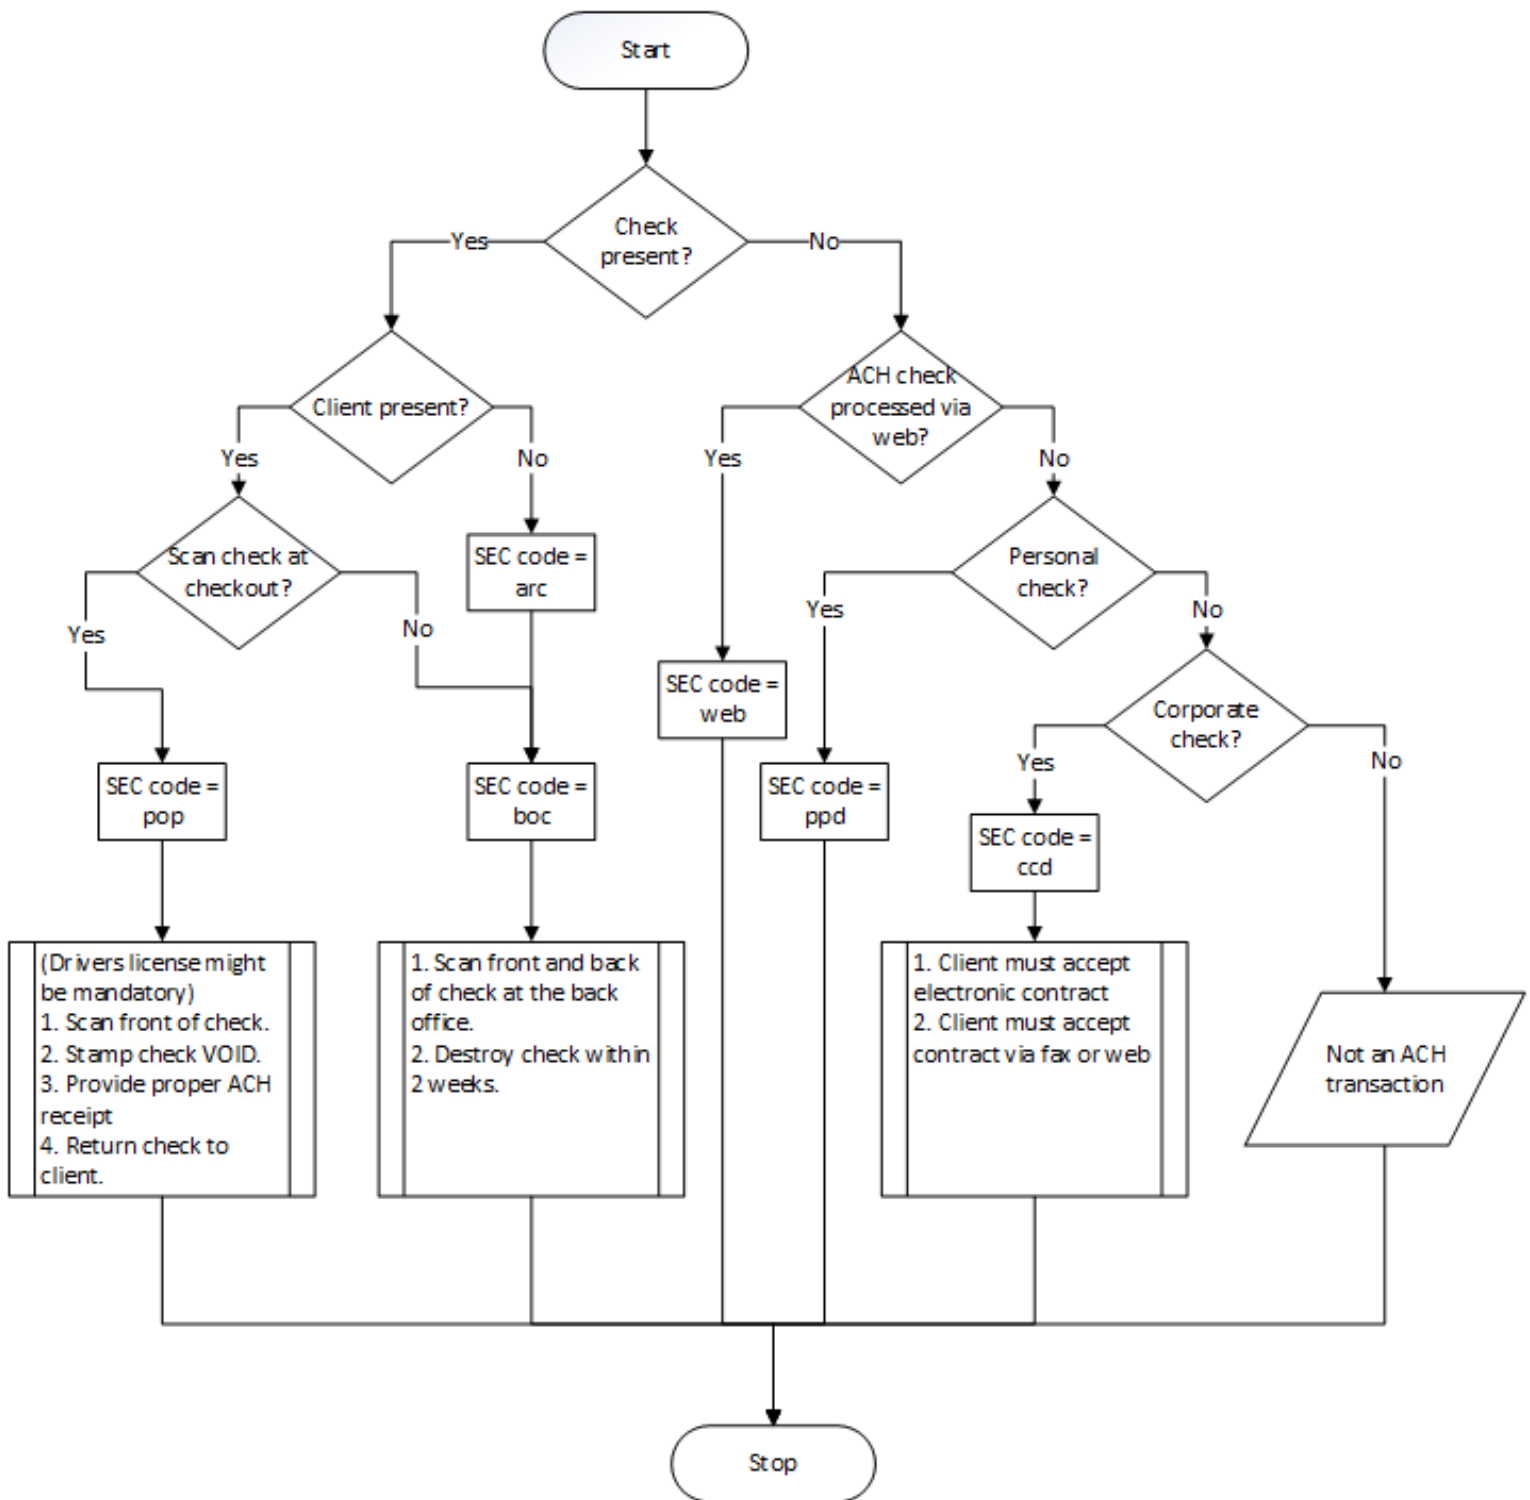 Start
Check
present?
Yes
No
Client present?
ACH check
processed via
web?
Yes
No
Yes
No
Scan check at
checkout?
SEC code =
arc
Personal
check?
Yes
No
Yes
No
SEC code =
web
Corporate
check?
Yes
No
SEC code =
pop
SEC code =
boc
SEC code =
ppd
SEC code =
ccd
(Drivers license might
be mandatory)
1. Scan front of check.
2. Stamp check VOID.
3. Provide proper ACH
receipt
4. Return check to
client.
1. Scan front and back
of check at the back
office.
2. Destroy check within
2 weeks.
1. Client must accept
electronic contract
2. Client must accept
contract via fax or web
Not an ACH
transaction
Stop